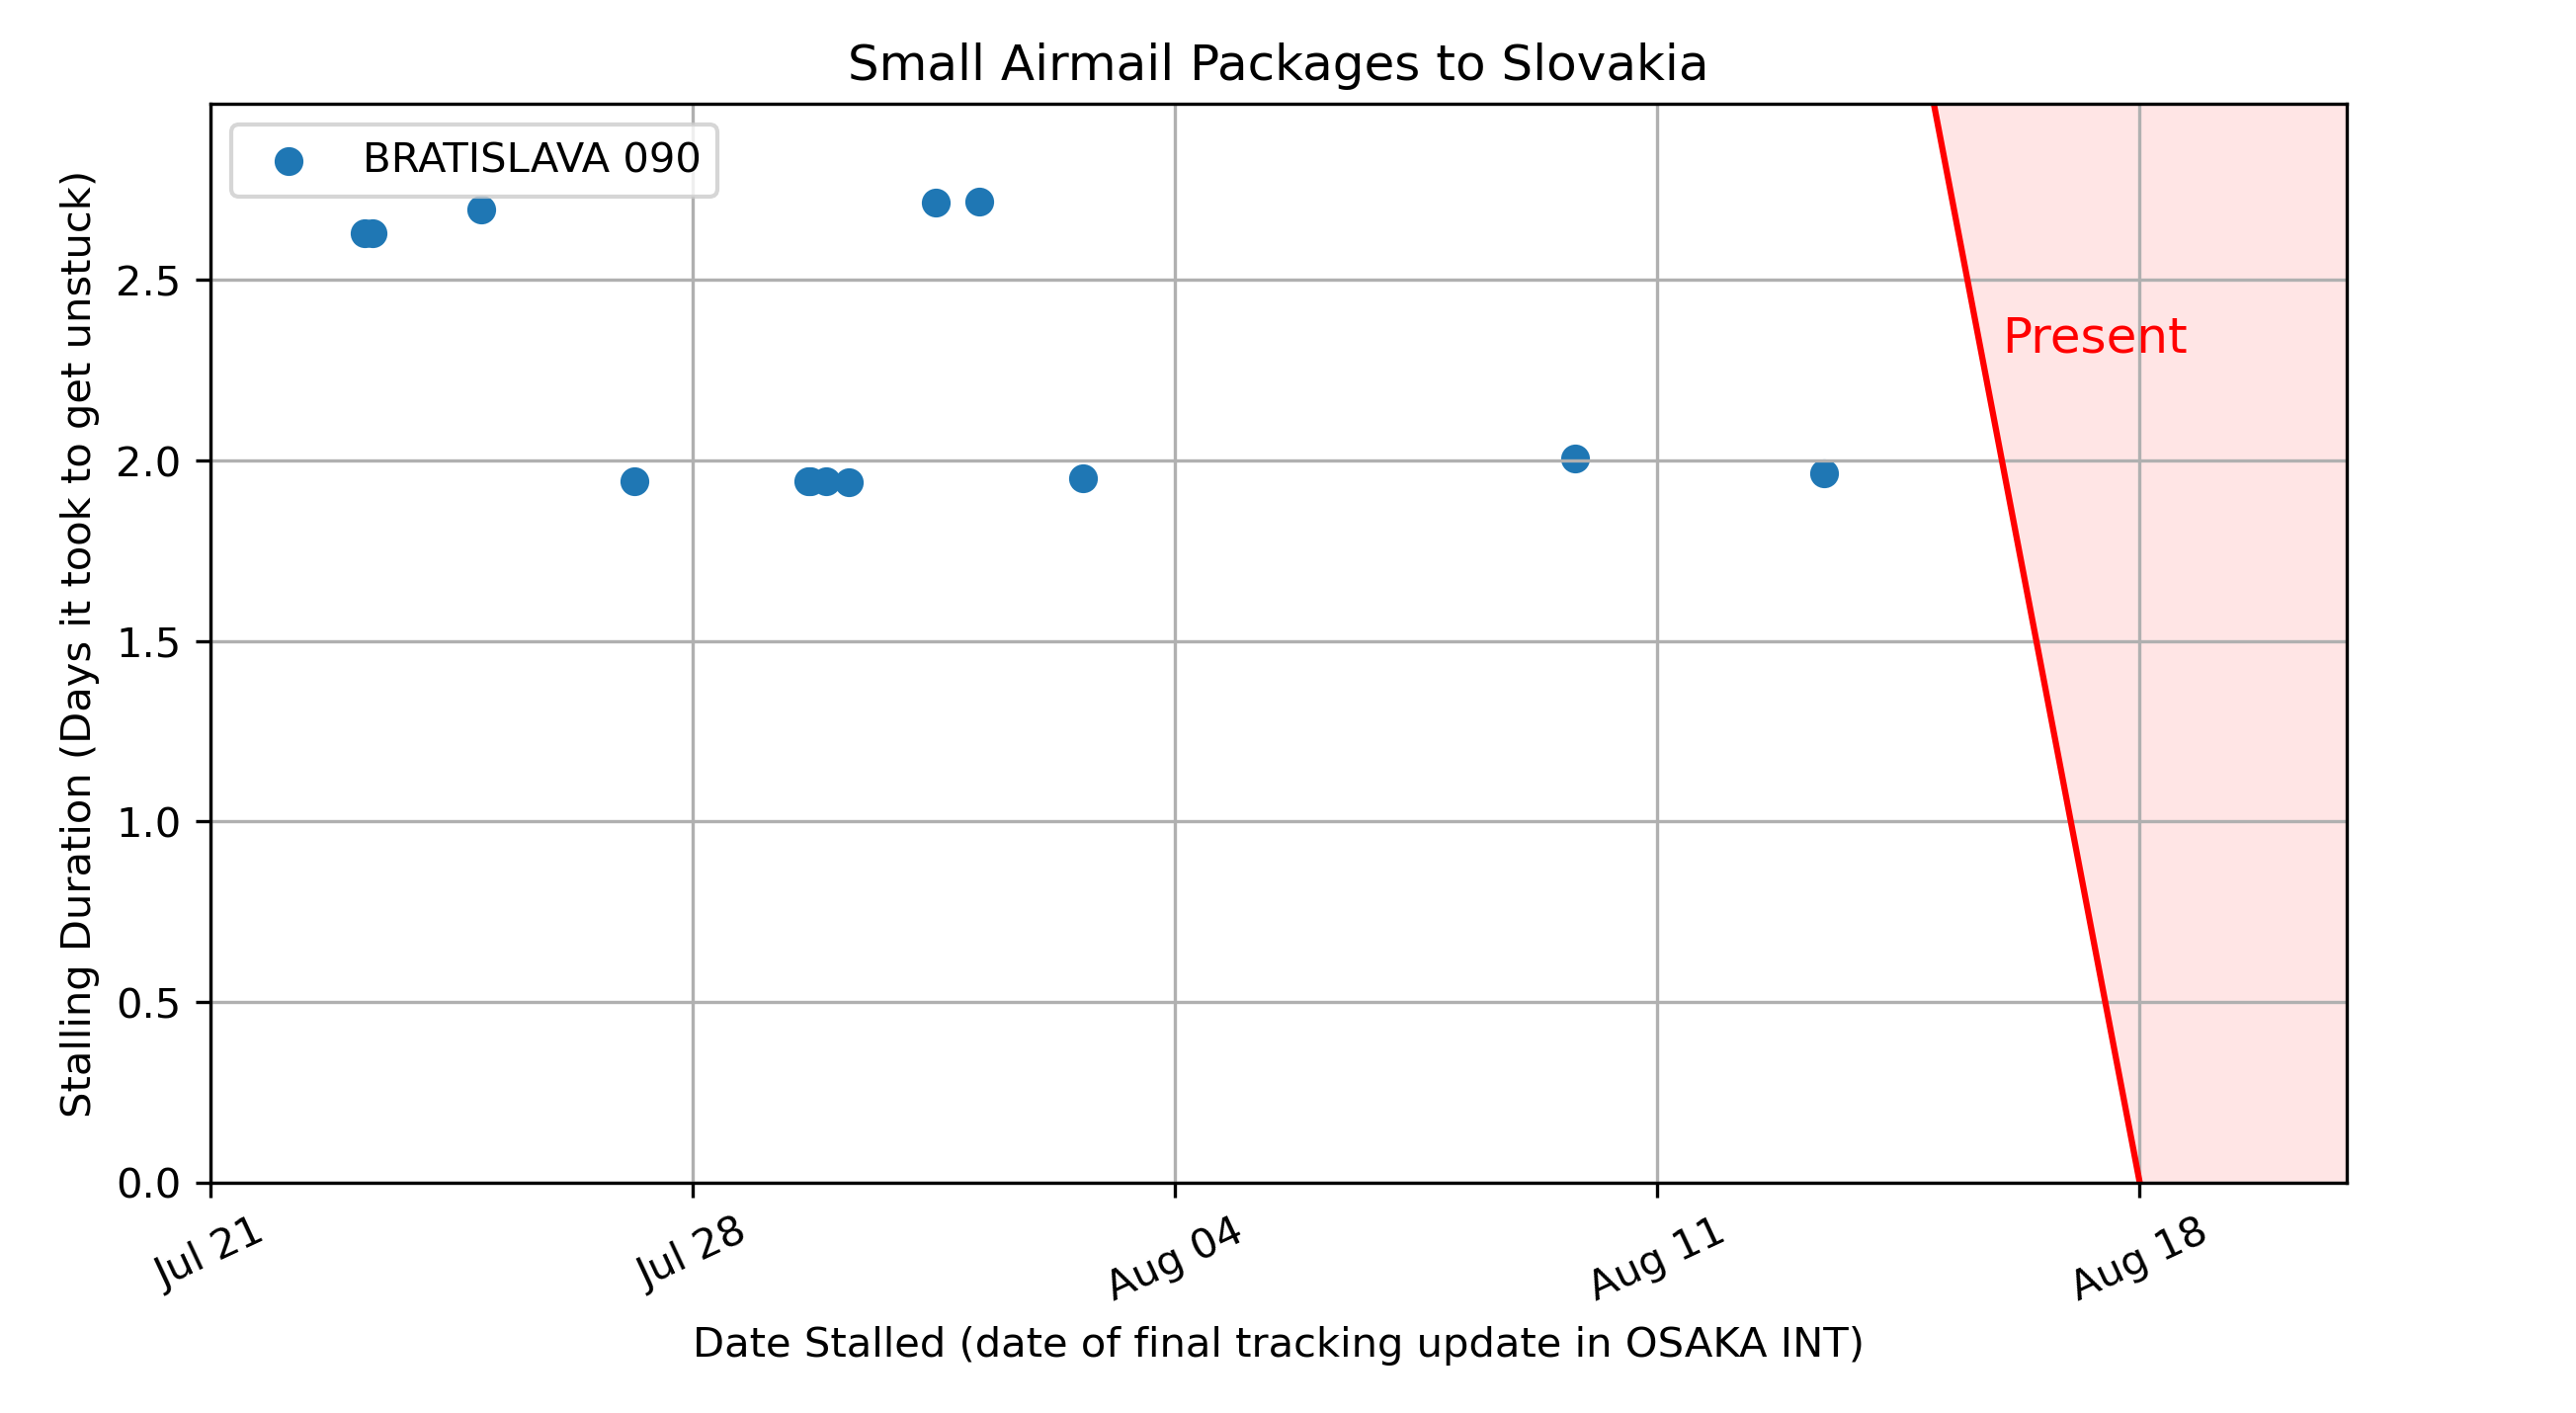 Small Airmail Packages to Slovakia
BRATISLAVA 090
Present
Stalling Duration (Days it took to get unstuck)
2.5
2.0
1.5
1.0
0.5
0.0
Jul 21
Jul 28
Aug 04
Aug 11
Aug 18
Date Stalled (date of final tracking update in OSAKA INT)